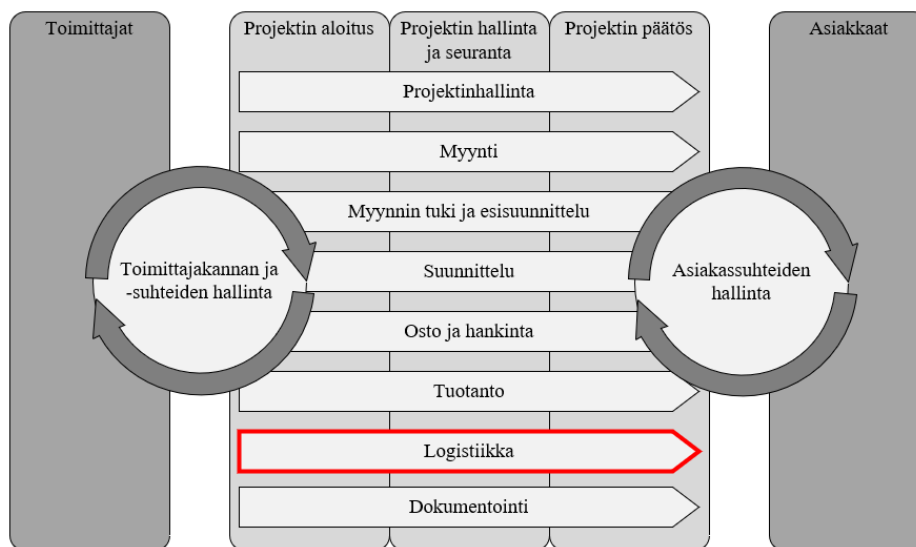 Toimittajat
Projektin aloitus
Projektin hallinta
ja seuranta
Projektin päätös
Asiakkaat
Projektinhallinta
Myynti
Myynnin tuki ja esisuunnittelu
Toimittajakannan ja
-suhteiden hallinta
Suunnittelu
Asiakassuhteiden
hallinta
Osto ja hankinta
Tuotanto
Logistiikka
Dokumentointi